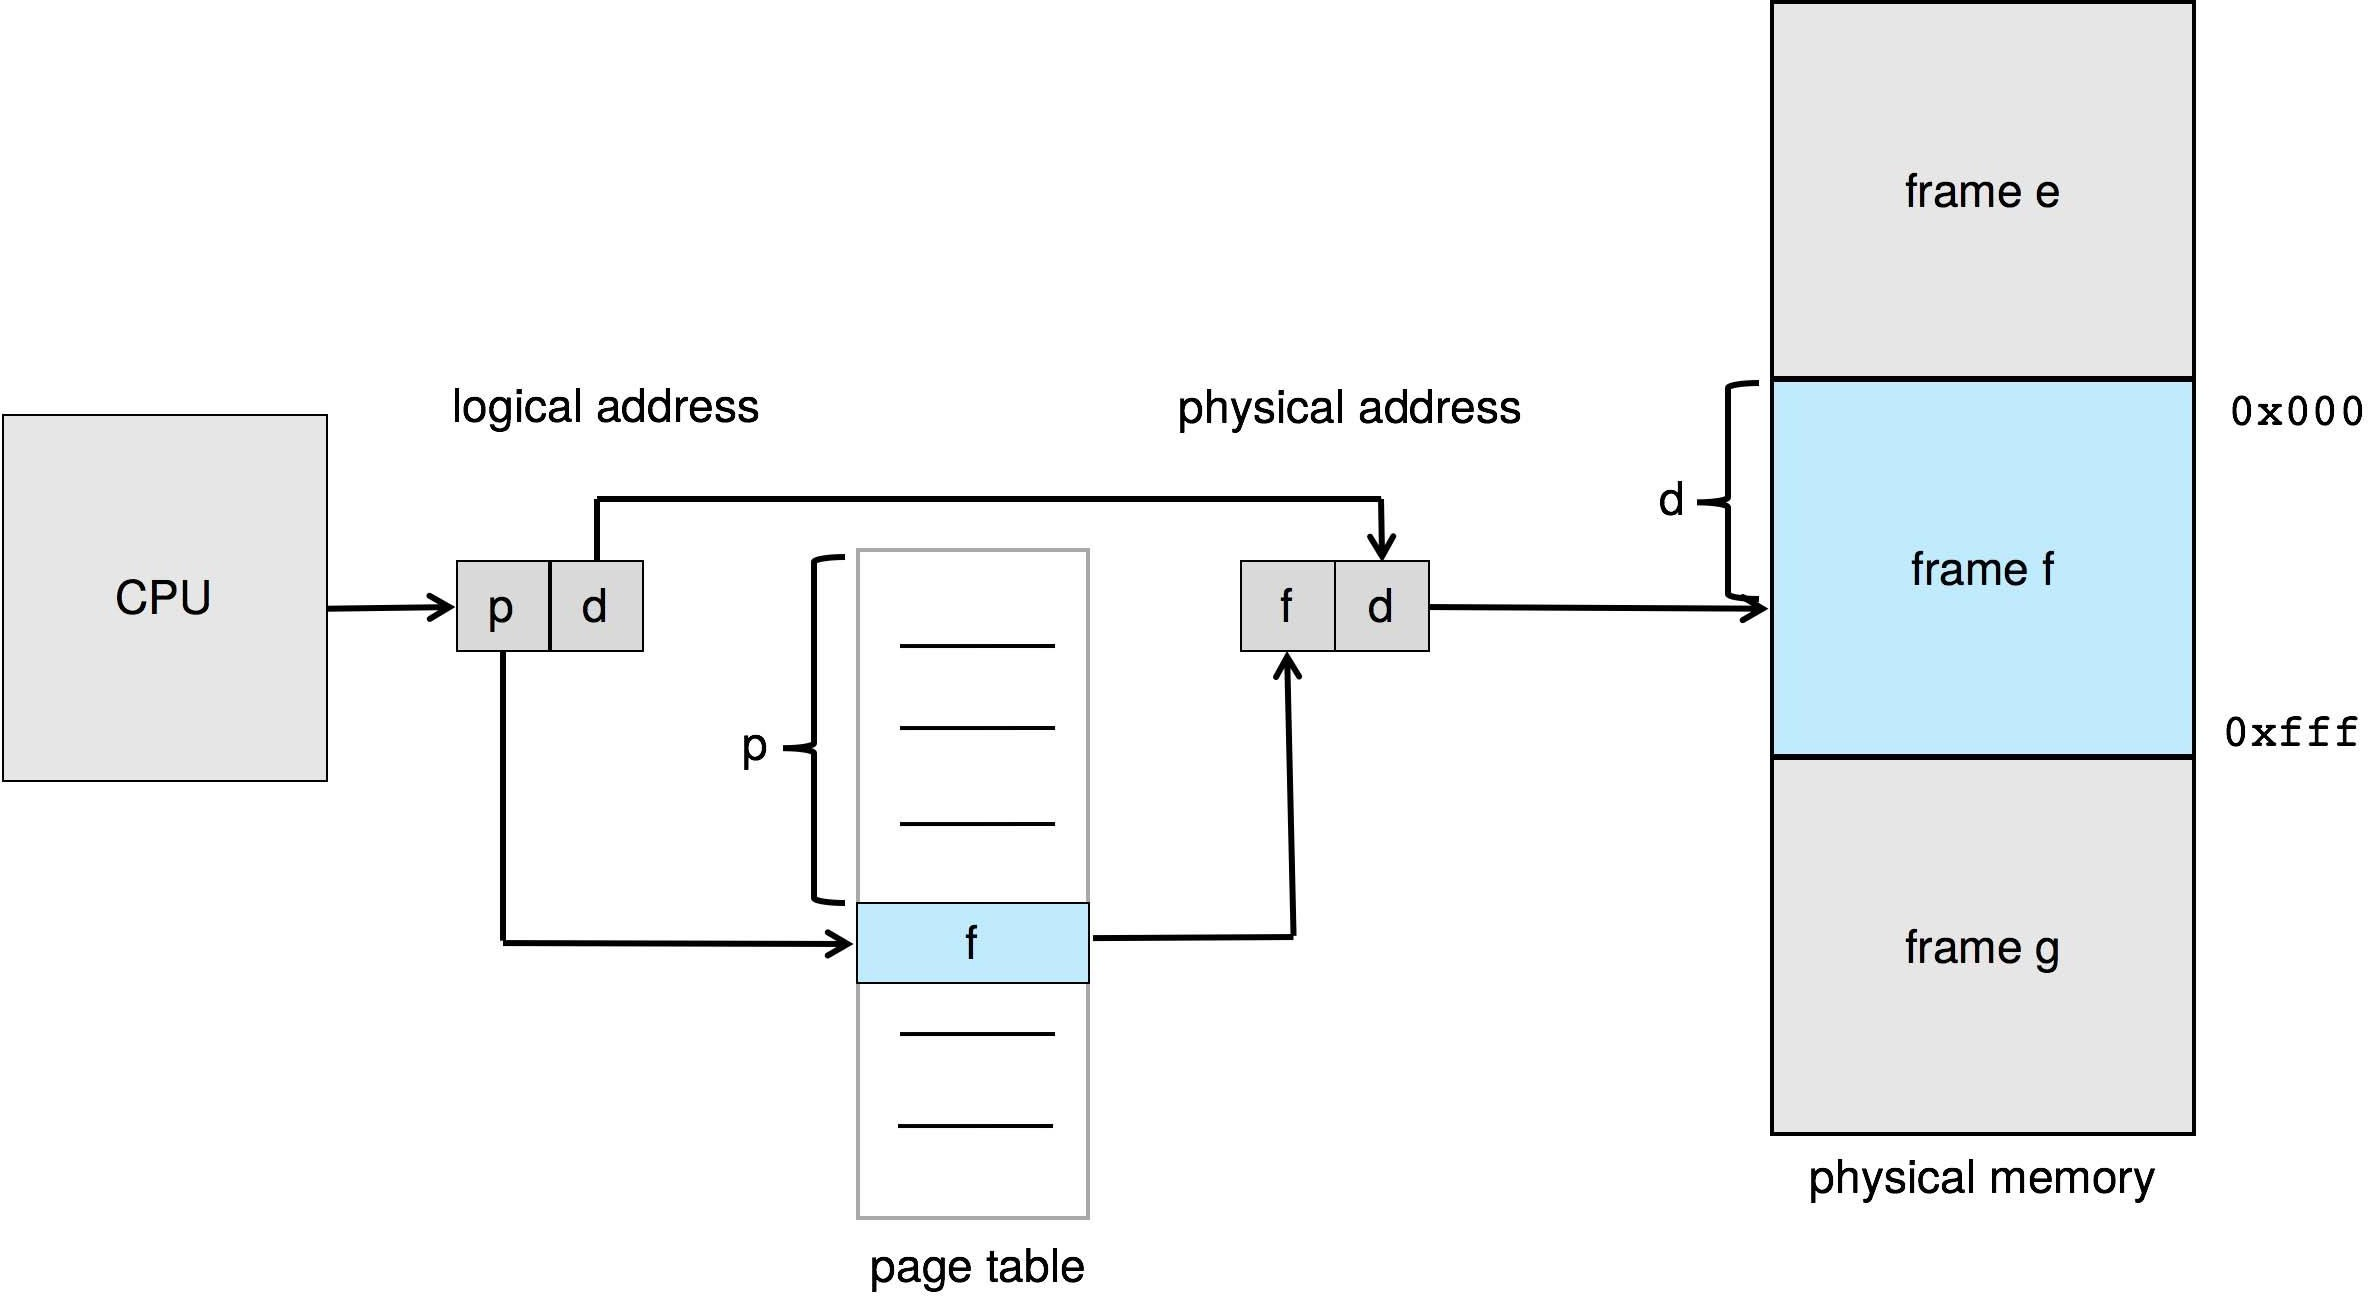 frame e
logical address
physical address
0x000
CPU
p d
f d
d
frame f
p
0xfff
f
frame g
physical memory
page table